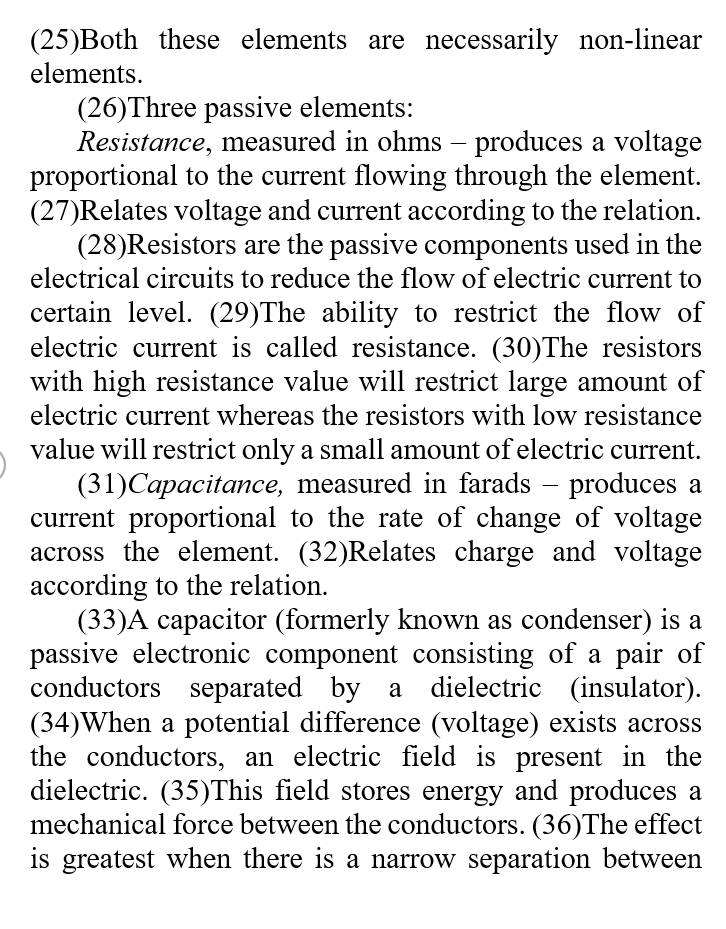 (25)Both these elements are necessarily non-linear
elements.
(26)Three passive elements:
Resistance, measured in ohms – produces a voltage
proportional to the current flowing through the element.
(27)Relates voltage and current according to the relation.
(28)Resistors are the passive components used in the
electrical circuits to reduce the flow of electric current to
certain level. (29)The ability to restrict the flow of
electric current is called resistance. (30)The resistors
with high resistance value will restrict large amount of
electric current whereas the resistors with low resistance
value will restrict only a small amount of electric current.
(31)Capacitance, measured in farads – produces a
current proportional to the rate of change of voltage
across the element. (32)Relates charge and voltage
according to the relation.
(33)A capacitor (formerly known as condenser) is a
passive electronic component consisting of a pair of
conductors separated by a dielectric (insulator).
(34)When a potential difference (voltage) exists across
the conductors, an electric field is present in the
dielectric. (35)This field stores energy and produces a
mechanical force between the conductors. (36)The effect
is greatest when there is a narrow separation between